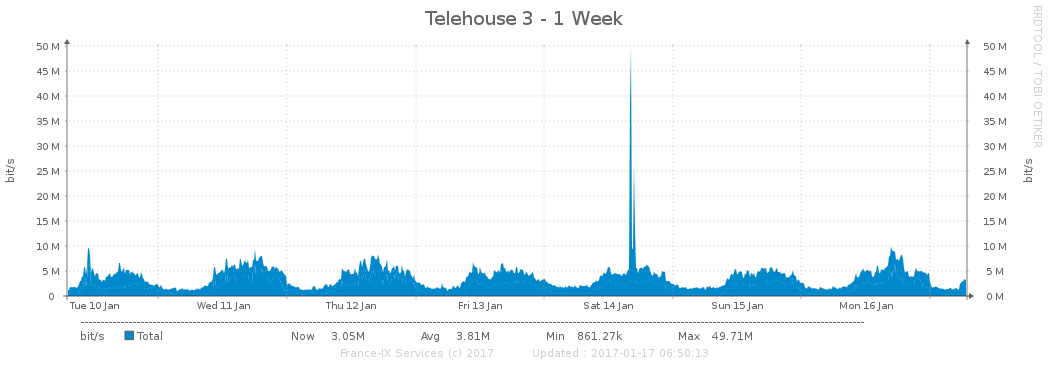 Telehouse 3 - 1 Week
RRDTOOL / TOBI OETIKER
50 M 50 M
45 M 45 M
40 M 40 M
35 M 35 M
30 M 30 M
25 M 25 M
20 M 20 M
15 M 15 M
10 M 10 M
5 M 5 M
0 0 M
bit/s bit/s
Tue 10 Jan Wed 11 Jan Thu 12 Jan Fri 13 Jan Sat 14 Jan Sun 15 Jan Mon 16 Jan
bit/s Total Now 3.05M Avg 3.81M Min 861.27k Max 49.71M
France-IX Services (c) 2017 Updated : 2017-01-17 06:50:13